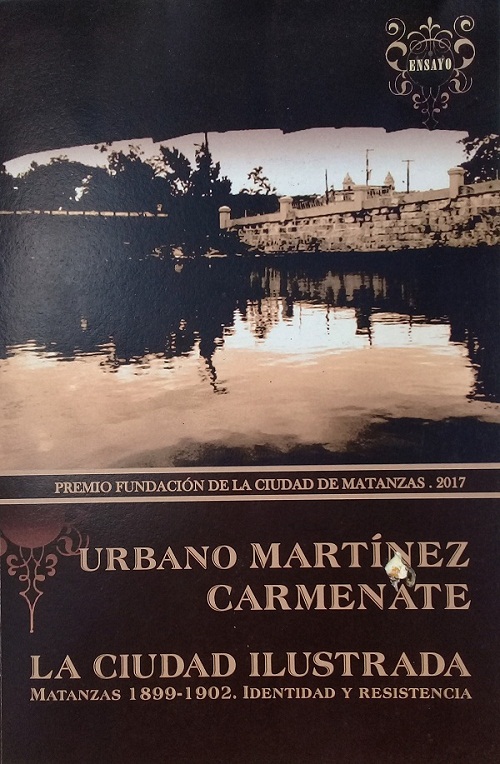 ENSAYO
PREMIO FUNDACIÓN DE LA CIUDAD DE MATANZAS . 2017
URBANO MARTÍNEZ
CARMENATE
LA CIUDAD ILUSTRADA
MATANZAS 1899-1902. IDENTIDAD Y RESISTENCIA